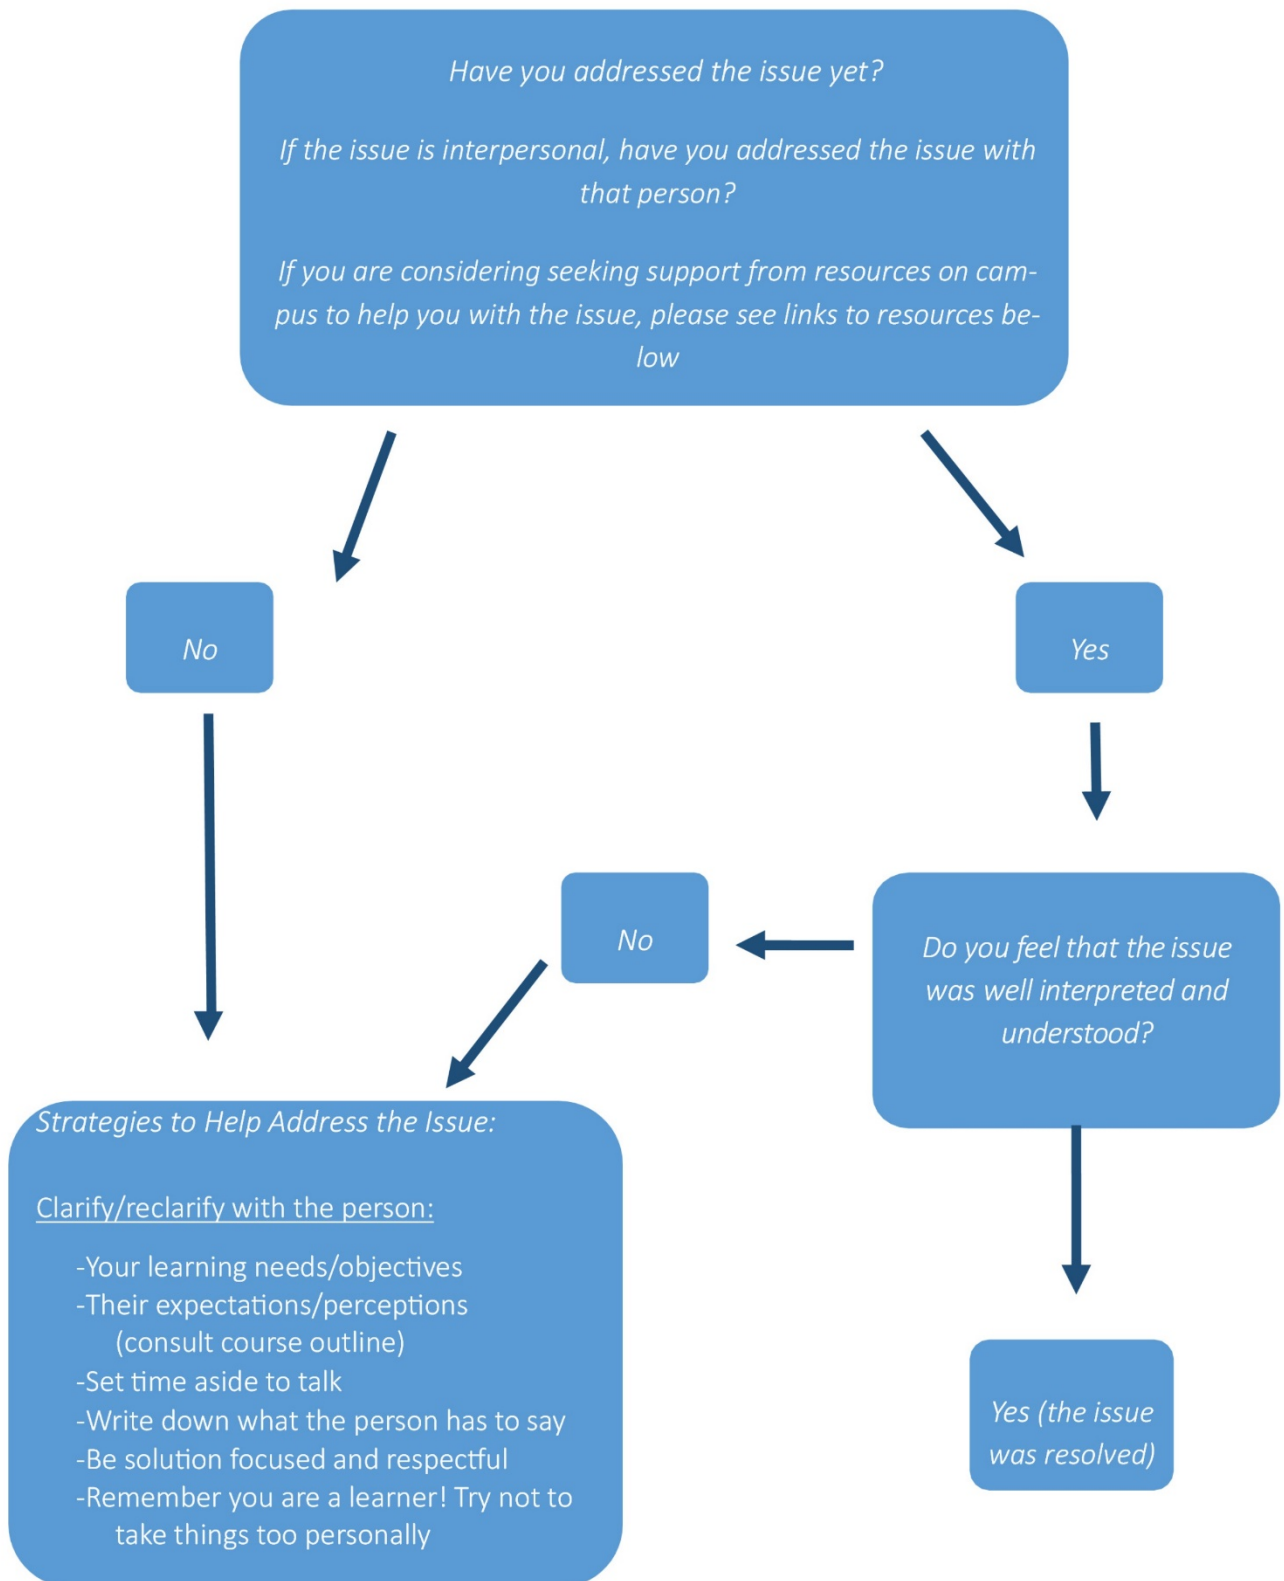 Have you addressed the issue yet?
If the issue is interpersonal, have you addressed the issue with
that person?
If you are considering seeking support from resources on cam-
pus to help you with the issue, please see links to resources be-
low
No
Yes
No
Do you feel that the issue
was well interpreted and
understood?
Strategies to Help Address the Issue:
Clarify/reclarify with the person:
-Your learning needs/objectives
-Their expectations/perceptions
(consult course outline)
-Set time aside to talk
-Write down what the person has to say
-Be solution focused and respectful
-Remember you are a learner! Try not to
take things too personally
Yes (the issue
was resolved)